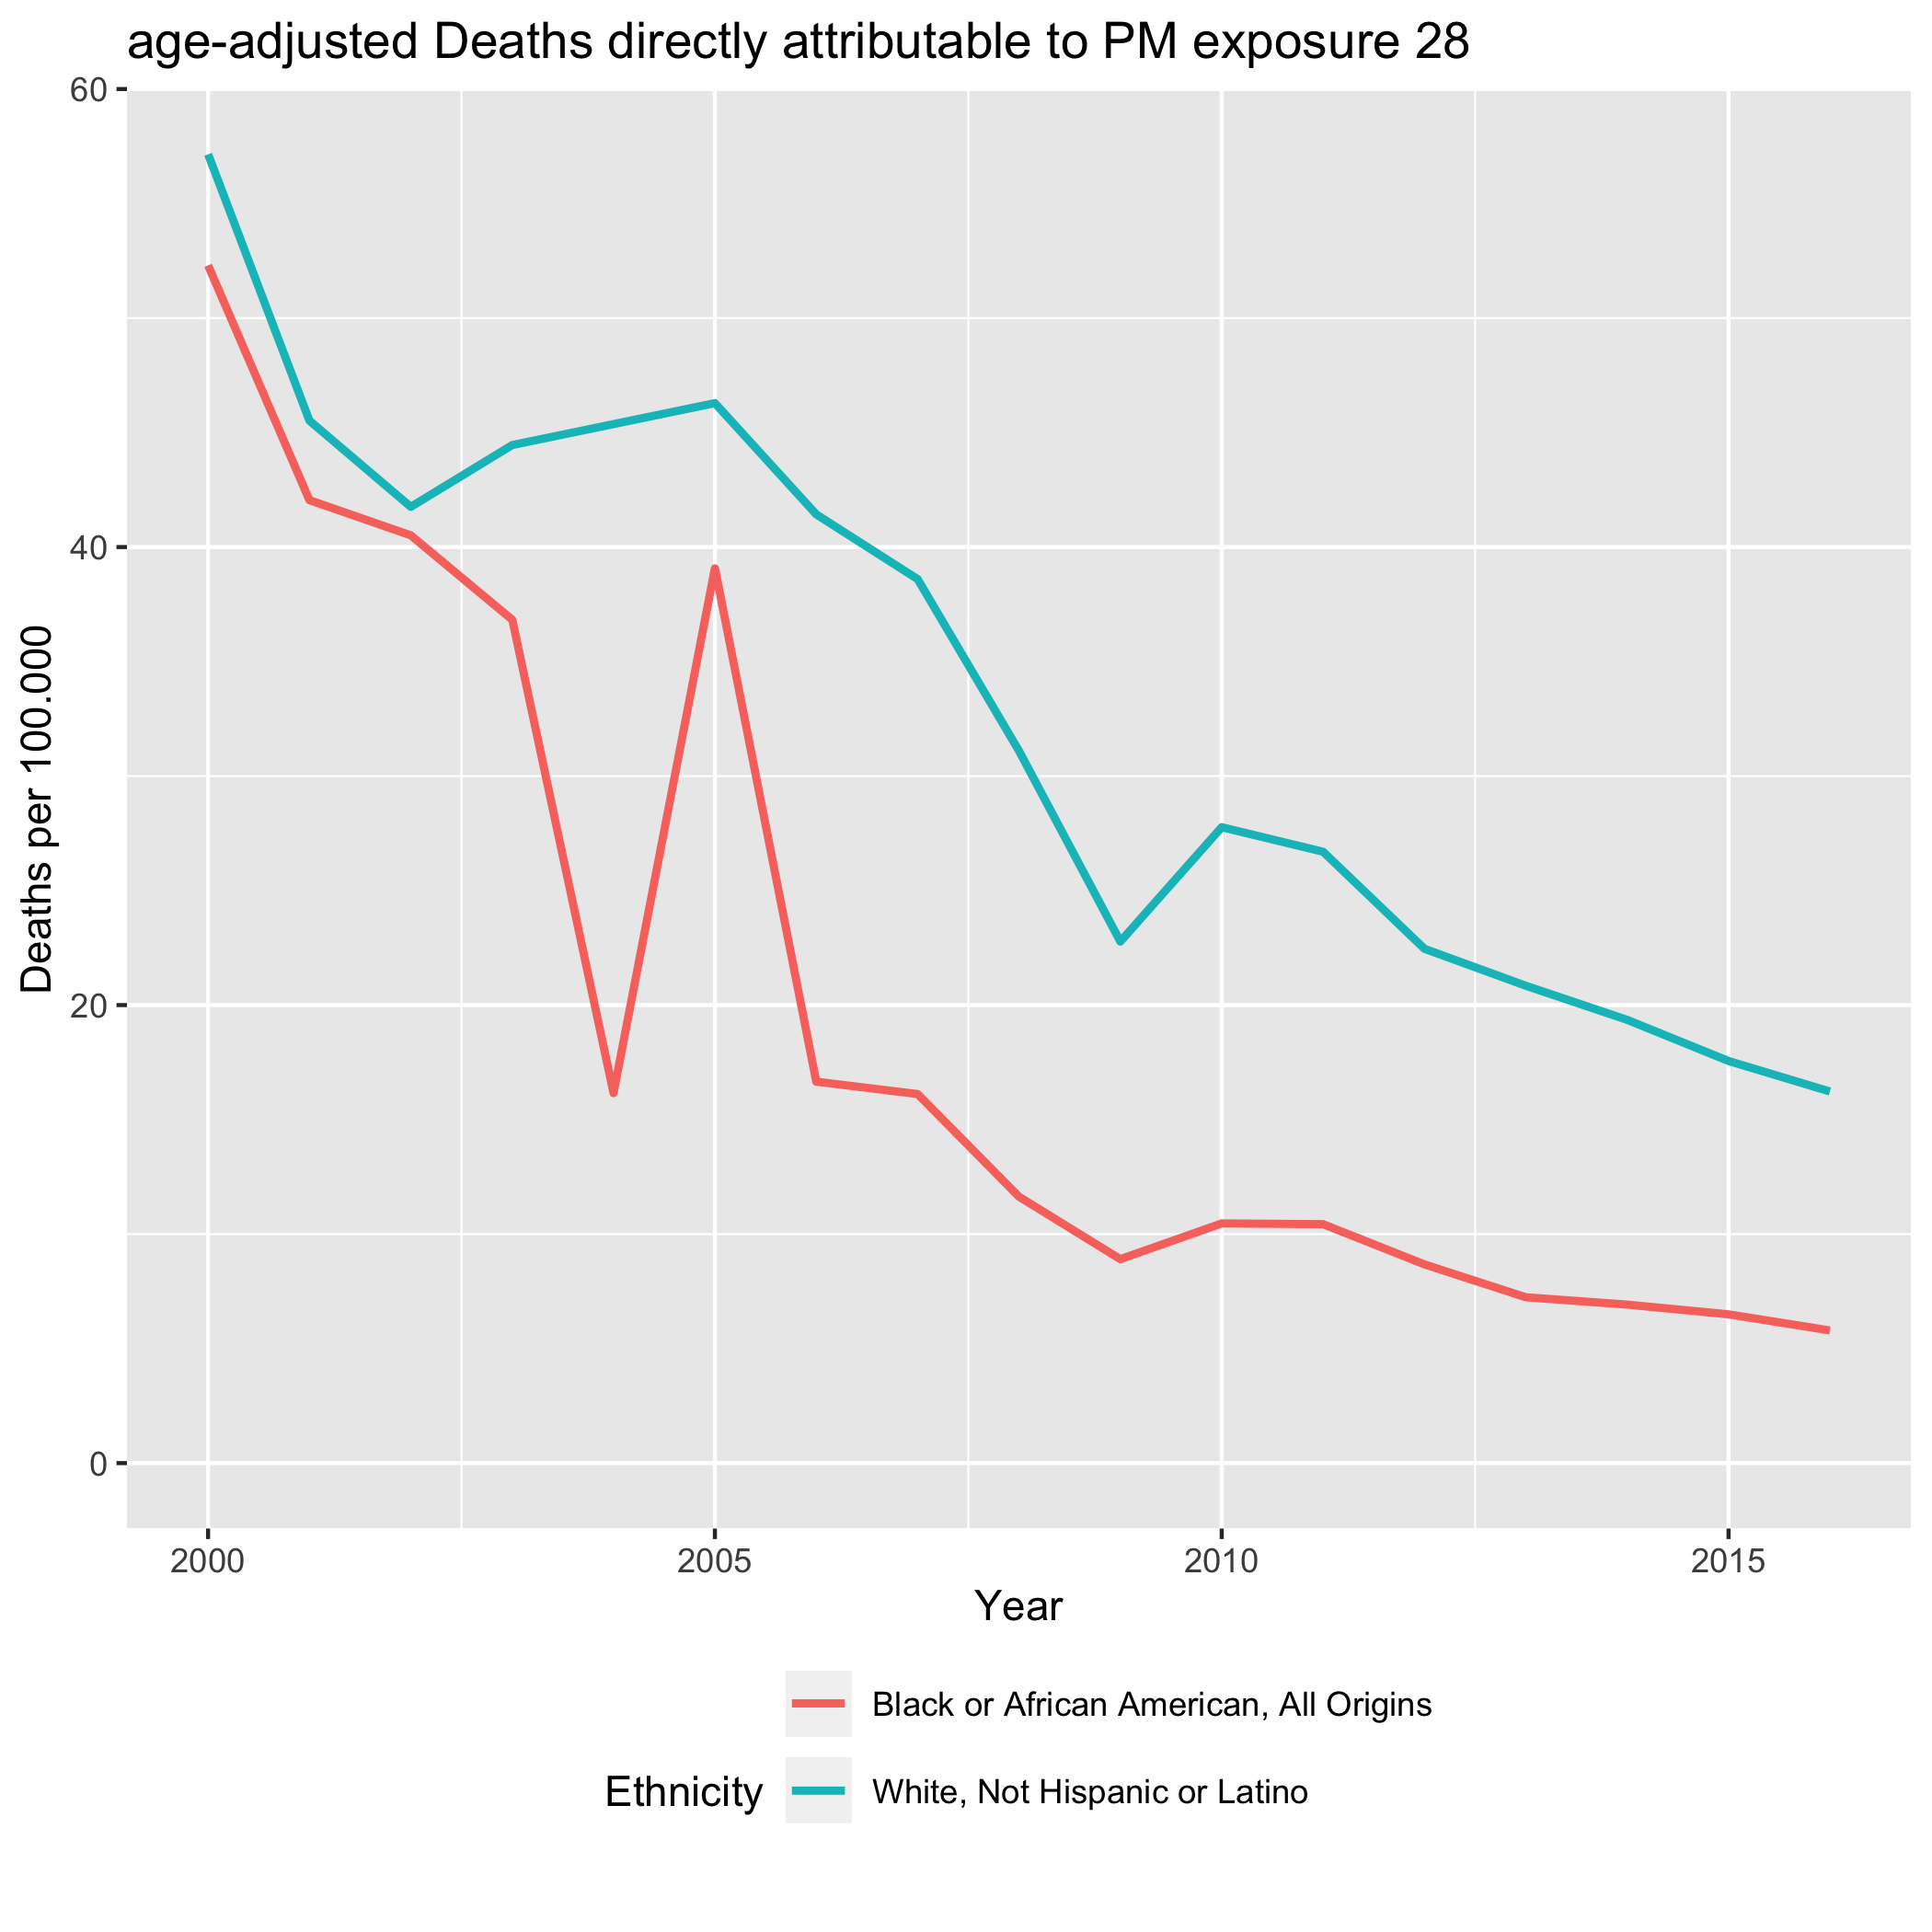 age-adjusted Deaths directly attributable to PM exposure 28
60
40
20
0
Deaths per 100.000
2000 2005 2010 2015
Year
Ethnicity
Black or African American, All Origins
White, Not Hispanic or Latino